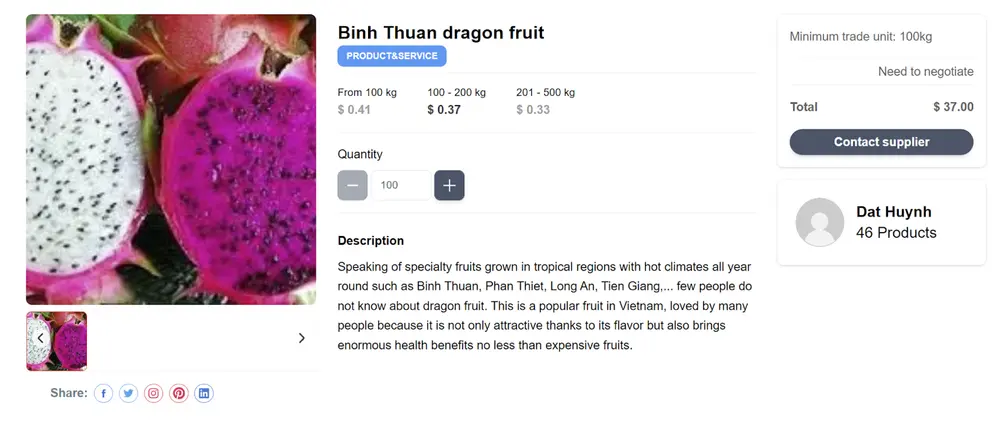 Binh Thuan dragon fruit
PRODUCT&SERVICE
From 100 kg
100 - 200 kg
201 - 500 kg
$ 0.41
$ 0.37
$ 0.33
Quantity
100
Description
Speaking of specialty fruits grown in tropical regions with hot climates all year
round such as Binh Thuan, Phan Thiet, Long An, Tien Giang,... few people do
not know about dragon fruit. This is a popular fruit in Vietnam, loved by many
people because it is not only attractive thanks to its flavor but also brings
enormous health benefits no less than expensive fruits.
Share:
Minimum trade unit: 100kg
Need to negotiate
Total
$ 37.00
Contact supplier
Dat Huynh
46 Products